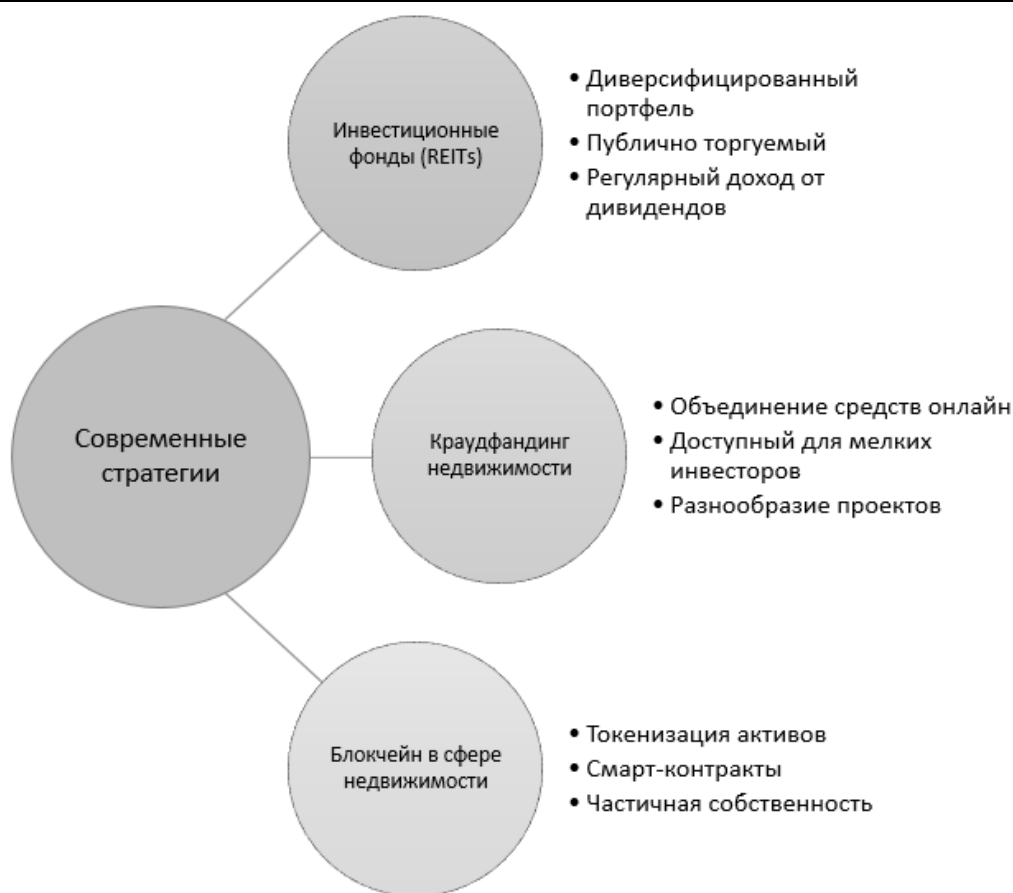 Инвестиционные
фонды (REITs)
• Диверсифицированный
портфель
• Публично торгуемый
• Регулярный доход от
дивидендов
Современные
стратегии
Краудфандинг
недвижимости
• Объединение средств онлайн
• Доступный для мелких
инвесторов
• Разнообразие проектов
Блокчейн в сфере
недвижимости
• Токенизация активов
• Смарт-контракты
• Частичная собственность